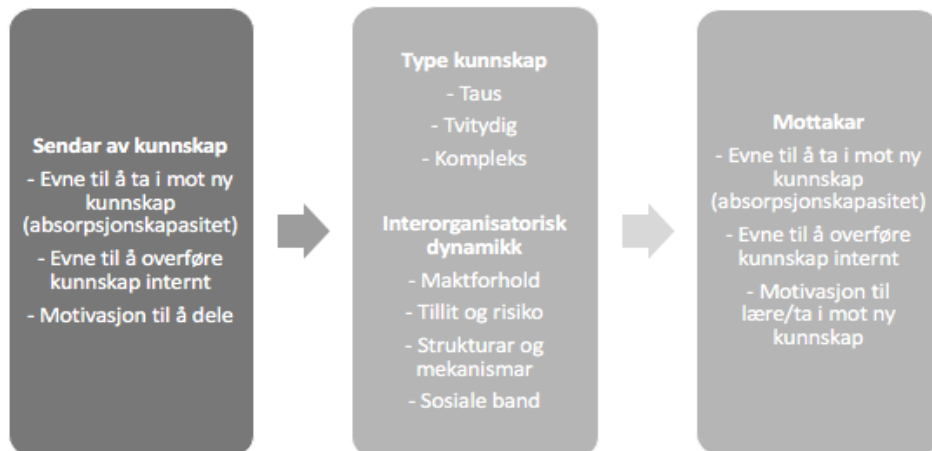 Sendar av kunnskap
- Evne til å ta i mot ny
kunnskap
(absorpsjonskapasitet)
- Evne til å overføre
kunnskap internt
- Motivasjon til å dele
Type kunnskap
- Taus
- Tvitydig
- Kompleks
Interorganisatorisk
dynamikk
- Maktforhold
- Tillit og risiko
- Strukturar og
mekanismar
- Sosiale band
Mottakar
- Evne til å ta i mot ny
kunnskap
(absorpsjonskapasitet)
- Evne til å overføre
kunnskap internt
- Motivasjon til
lære/ta i mot ny
kunnskap